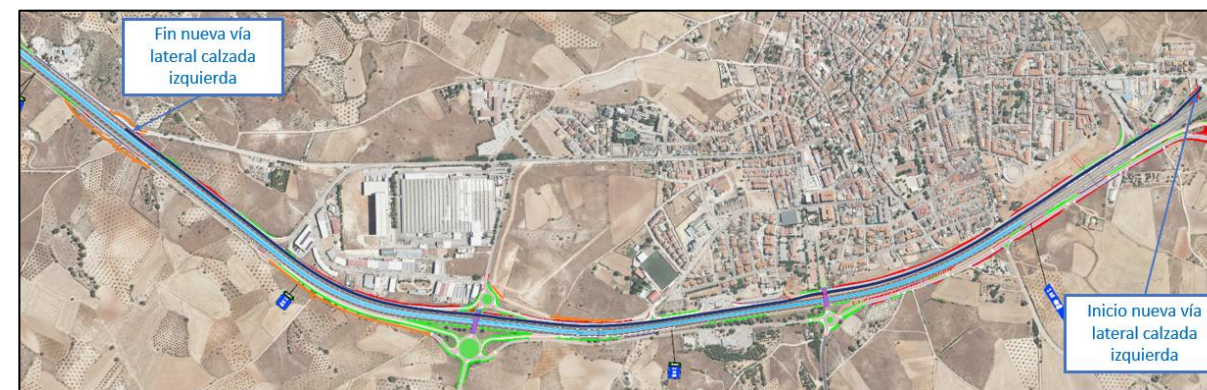 Fin nueva vía
lateral calzada
izquierda
Inicio nueva vía
lateral calzada
izquierda